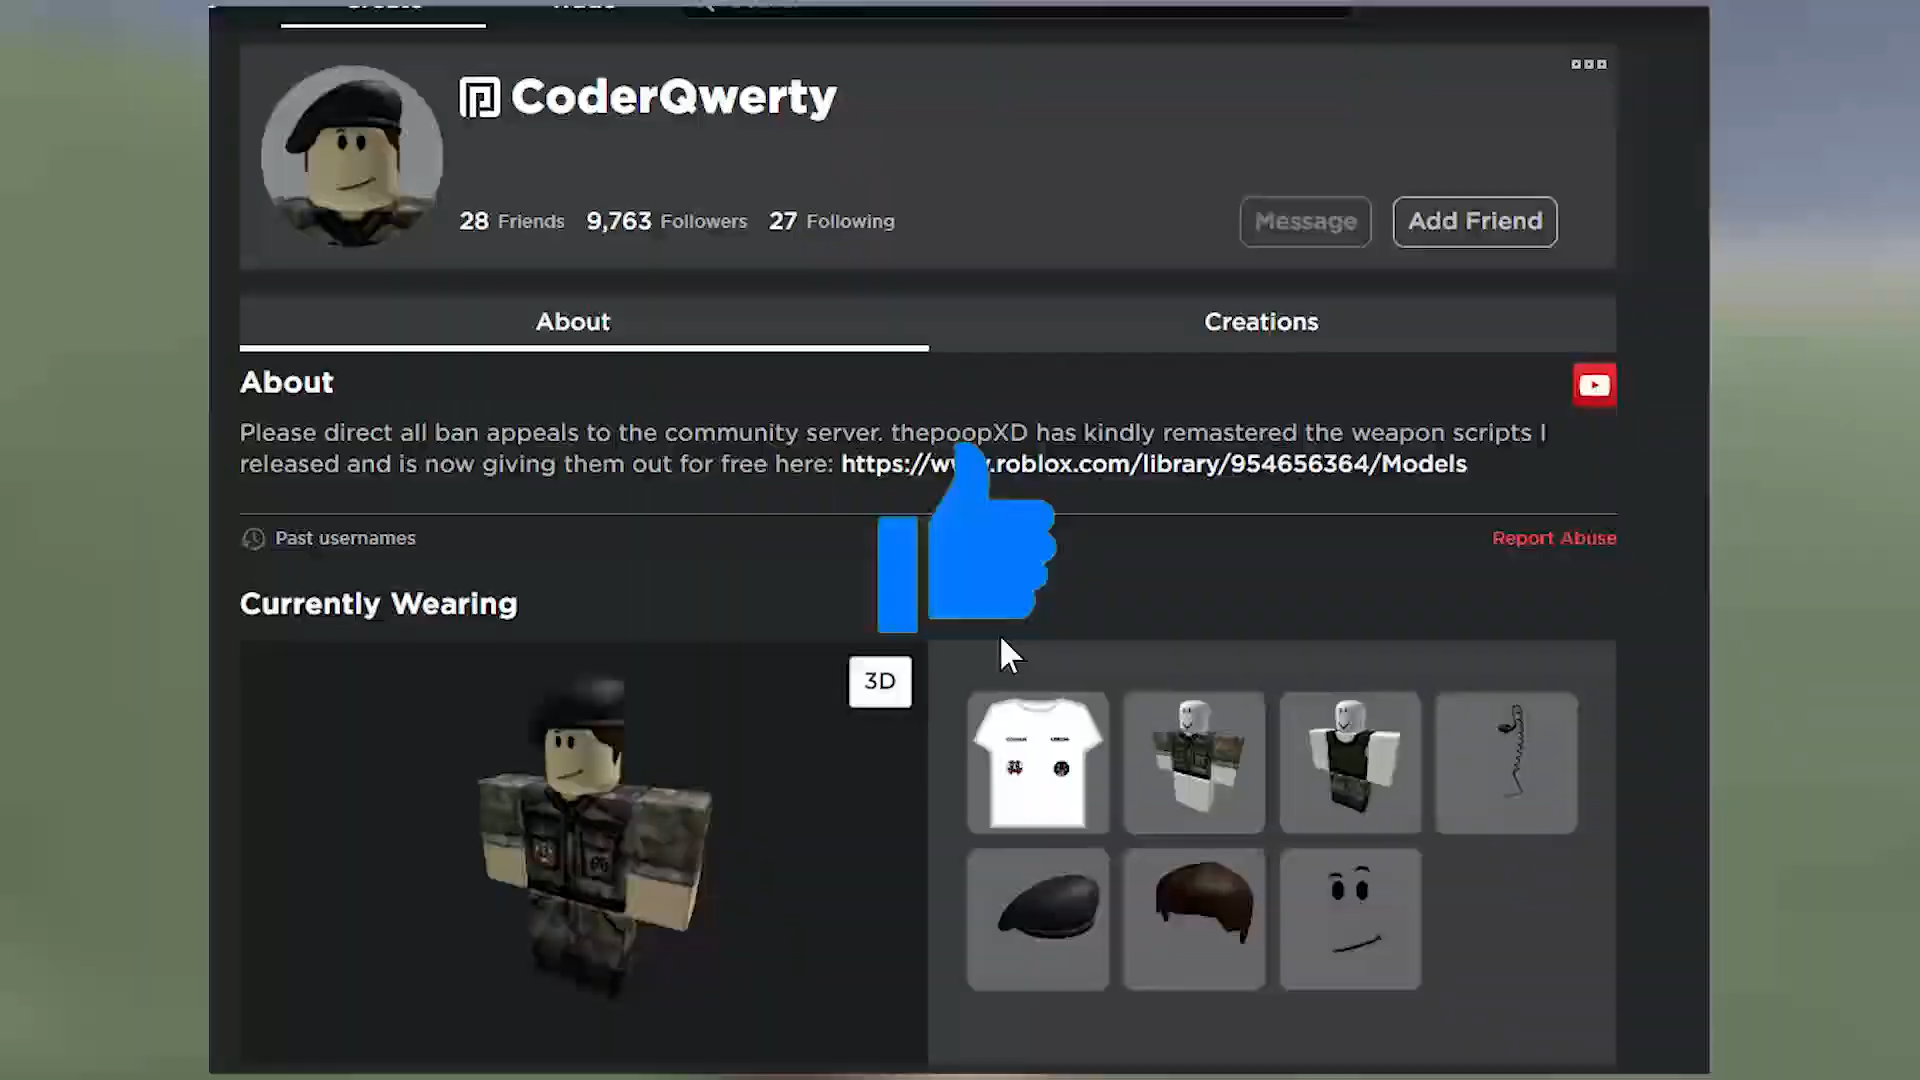 CoderQwerty
28 Friends 9,763 Followers 27 Following
Message
Add Friend
About
Creations
About
Please direct all ban appeals to the community server. thepoopXD has kindly remastered the weapon scripts I
released and is now giving them out for free here: https://www.roblox.com/library/954656364/Models
Past usernames
Report Abuse
Currently Wearing
3D